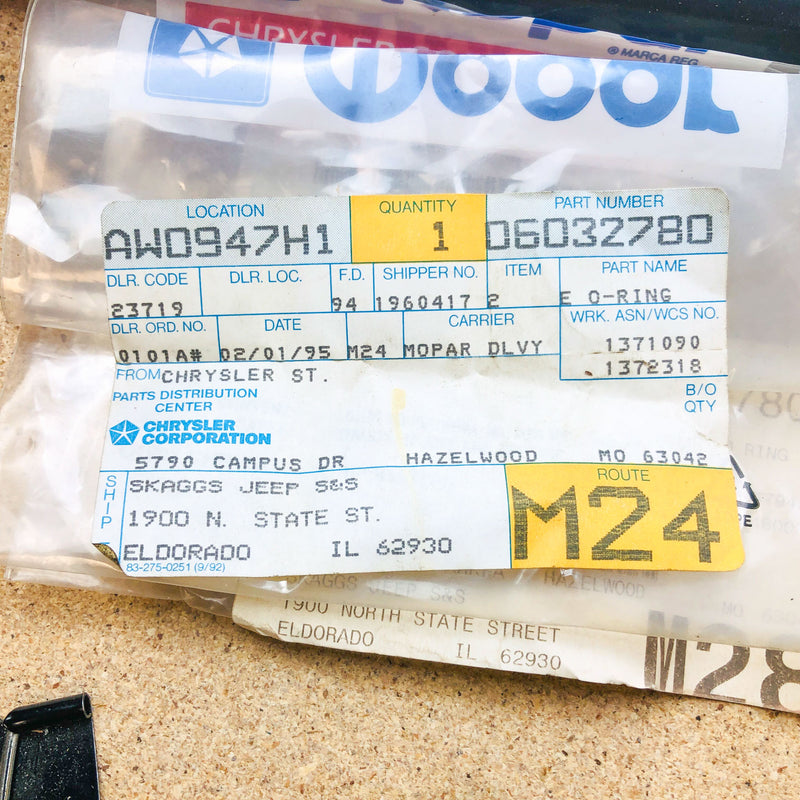 CHRYSLER
® MARCA REG.
Mopar
LOCATION QUANTITY PART NUMBER
AW0947H1 1 06032780
DLR. CODE DLR. LOC. F.D. SHIPPER NO. ITEM PART NAME
23719 94 1960417 2 E O-RING
DLR. ORD. NO. DATE CARRIER WRK. ASN/WCS NO.
0101A# 02/01/95 M24 MOPAR DLVY 1371090
1372318
FROM CHRYSLER ST.
PARTS DISTRIBUTION
CENTER
B/O
QTY
CHRYSLER
CORPORATION
5790 CAMPUS DR HAZELWOOD MO 63042
SHIP
SKAGGS JEEP S&S
1900 N. STATE ST.
ELDORADO IL 62930
83-275-0251 (9/92)
ROUTE
M24
RING
HAZELWOOD
SKAGGS JEEP S&S
1900 NORTH STATE STREET
ELDORADO IL 62930
M28